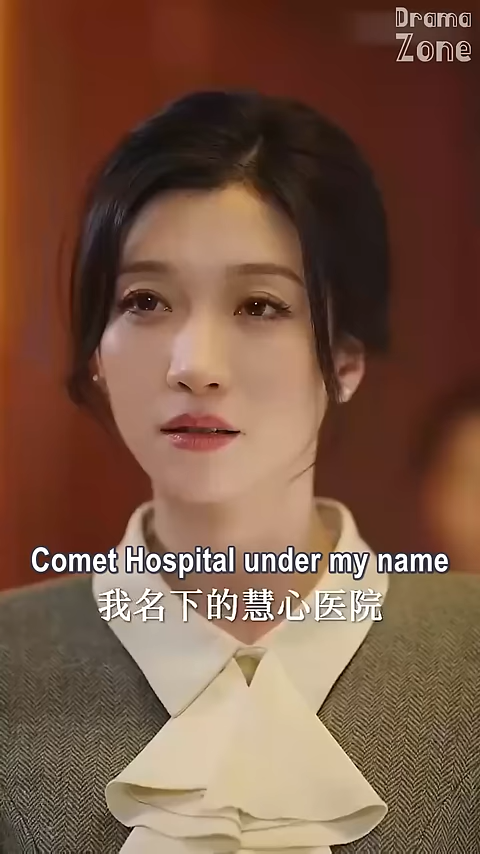 Drama
Zone
Comet Hospital under my name
我名下的慧心医院